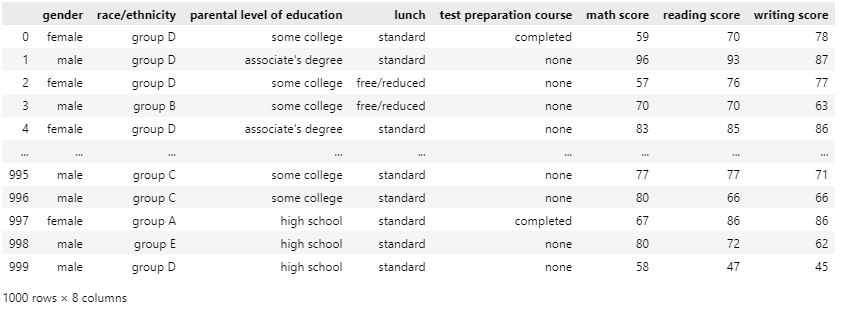 gender race/ethnicity parental level of education lunch test preparation course math score reading score writing score
0 female group D some college standard completed 59 70 78
1 male group D associate's degree standard none 96 93 87
2 female group D some college free/reduced none 57 76 77
3 male group B some college free/reduced none 70 70 63
4 female group D associate's degree standard none 83 85 86
... ... ... ... ... ... ... ... ...
995 male group C some college standard none 77 77 71
996 male group C some college standard none 80 66 66
997 female group A high school standard completed 67 86 86
998 male group E high school standard none 80 72 62
999 male group D high school standard none 58 47 45
1000 rows × 8 columns